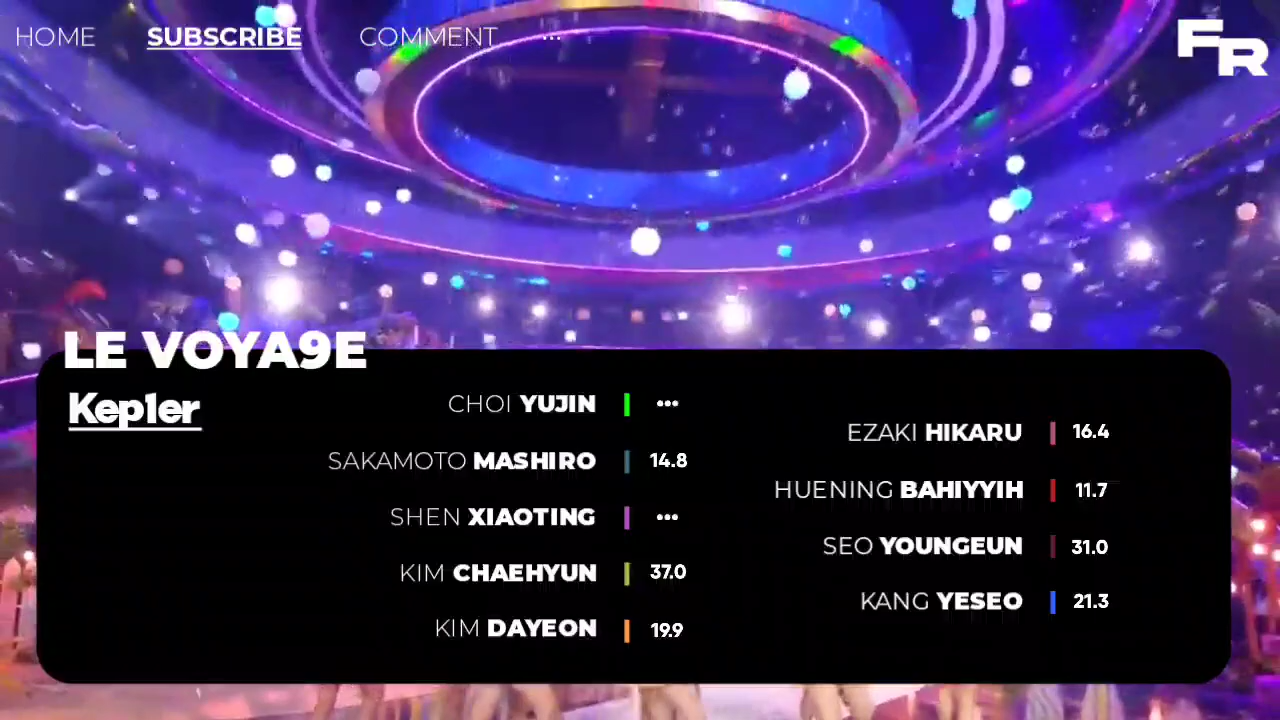 HOME SUBSCRIBE COMMENT ...
FR
LE VOYA9E
Kep1er
CHOI YUJIN | •••
SAKAMOTO MASHIRO | 14.8
SHEN XIAOTING | •••
KIM CHAEHYUN | 37.0
KIM DAYEON | 19.9
EZAKI HIKARU | 16.4
HUENING BAHIYYIH | 11.7
SEO YOUNGEUN | 31.0
KANG YESEO | 21.3